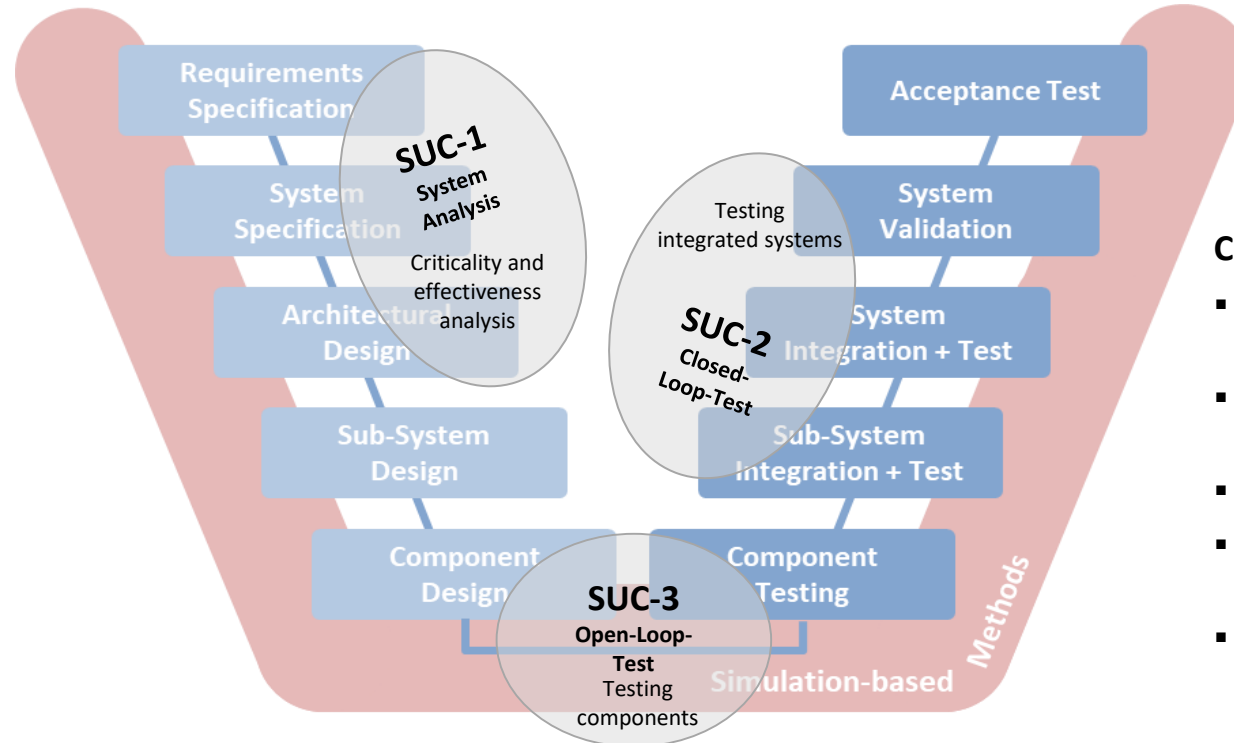 Requirements
Specification
System
Specification
Architectural
Design
Sub-System
Design
Component
Design
SUC-1
System
Analysis
Criticality and
effectiveness
analysis
Testing
integrated systems
SUC-2
Closed-
Loop-Test
SUC-3
Open-Loop-
Test
Testing
components
Acceptance Test
System
Validation
System
Integration + Test
Sub-System
Integration + Test
Component
Testing
Simulation-based
Methods
C
▪
▪
▪
▪
▪